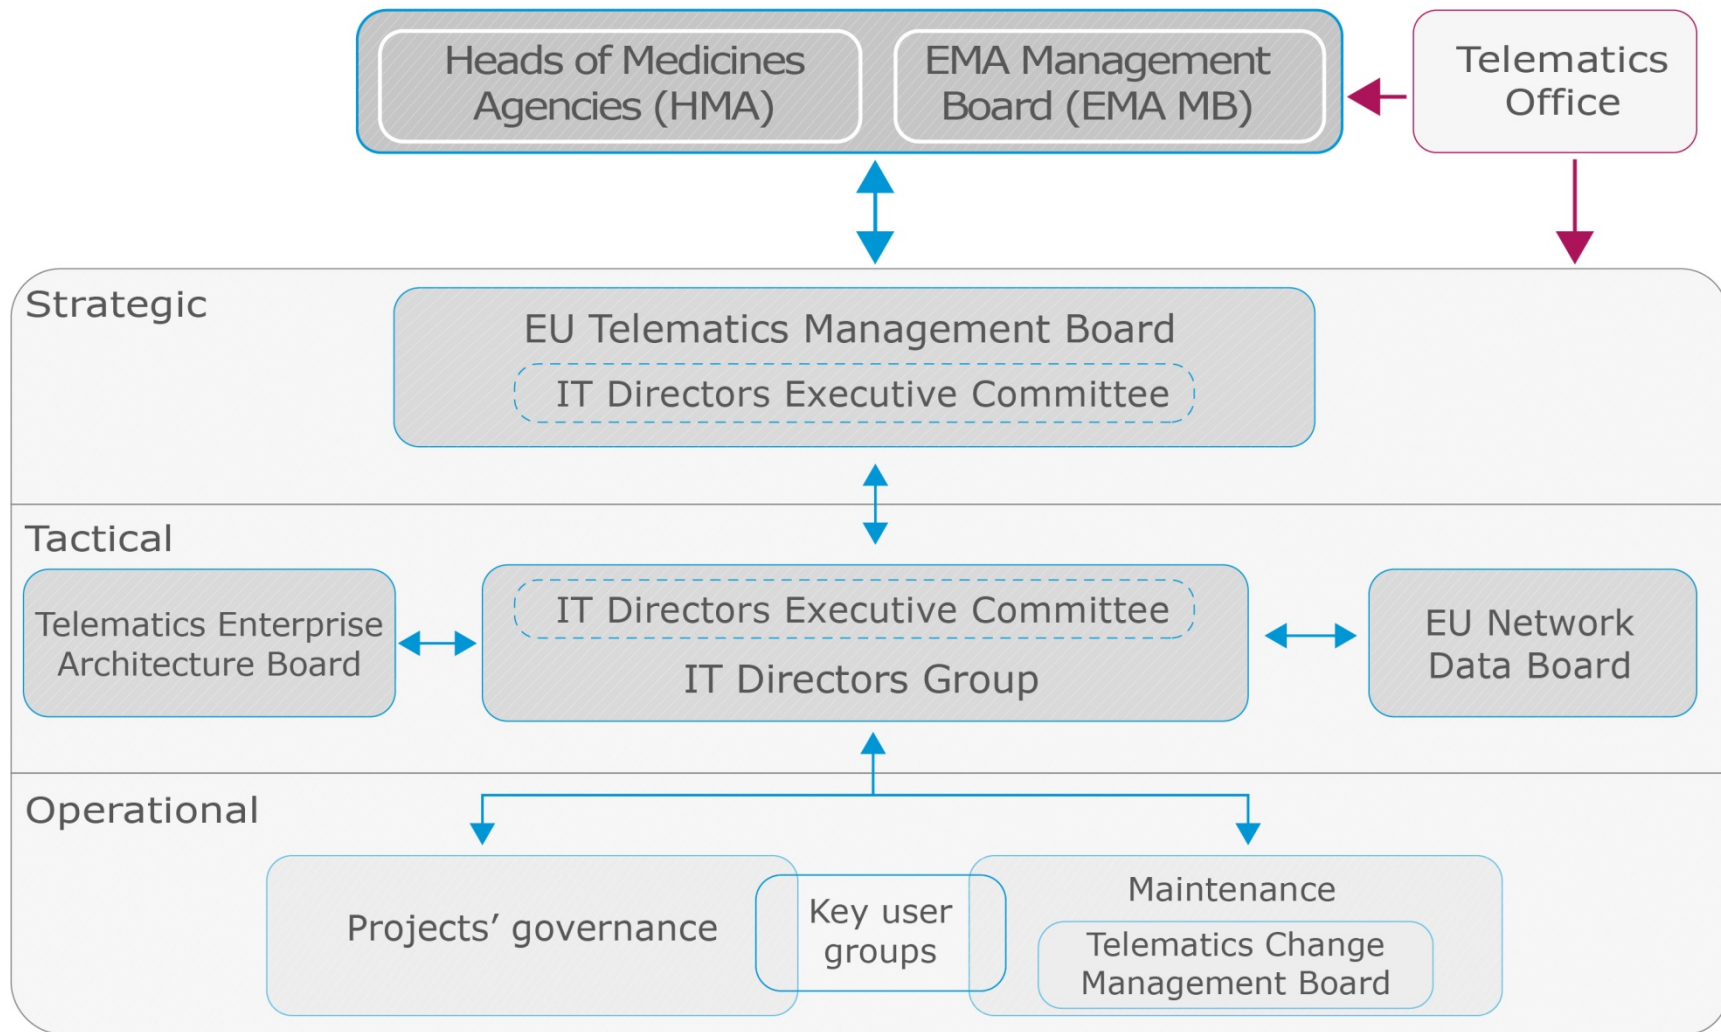 Heads of Medicines
Agencies (HMA)
EMA Management
Board (EMA MB)
Telematics
Office
Strategic
EU Telematics Management Board
IT Directors Executive Committee
Tactical
Telematics Enterprise
Architecture Board
IT Directors Executive Committee
IT Directors Group
EU Network
Data Board
Operational
Projects’ governance
Key user
groups
Maintenance
Telematics Change
Management Board